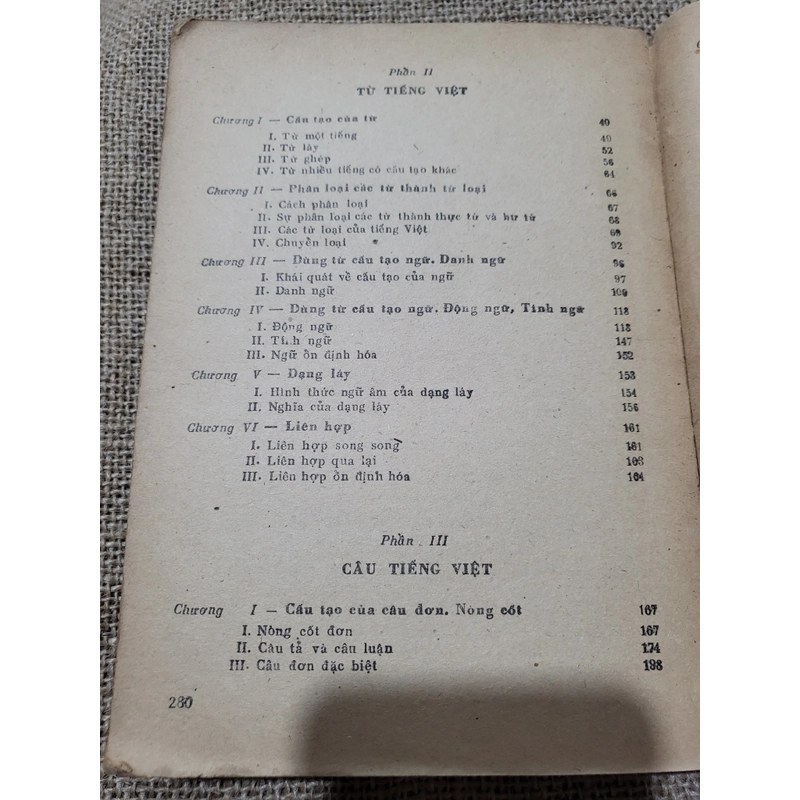 Phần II
TỪ TIẾNG VIỆT
Chương I — Cấu tạo của từ 49
I. Từ một tiếng 49
II. Từ láy 52
III. Từ ghép 56
IV. Từ nhiều tiếng có cấu tạo khác 64
Chương II — Phân loại các từ thành từ loại 66
I. Cách phân loại 67
II. Sự phân loại các từ thành thực từ và hư từ 68
III. Các từ loại của tiếng Việt 69
IV. Chuyển loại 92
Chương III — Dùng từ cấu tạo ngữ. Danh ngữ 96
I. Khái quát về cấu tạo của ngữ 97
II. Danh ngữ 100
Chương IV — Dùng từ cấu tạo ngữ. Động ngữ, Tính ngữ 118
I. Động ngữ 118
II. Tính ngữ 147
III. Ngữ ổn định hóa 152
Chương V — Dạng láy 153
I. Hình thức ngữ âm của dạng láy 154
II. Nghĩa của dạng láy 156
Chương VI — Liên hợp 161
I. Liên hợp song song 161
II. Liên hợp qua lại 163
III. Liên hợp ổn định hóa 164
Phần III
CÂU TIẾNG VIỆT
Chương I — Cấu tạo của câu đơn. Nòng cốt 167
I. Nòng cốt đơn 167
II. Câu tả và câu luận 174
III. Câu đơn đặc biệt 198
280